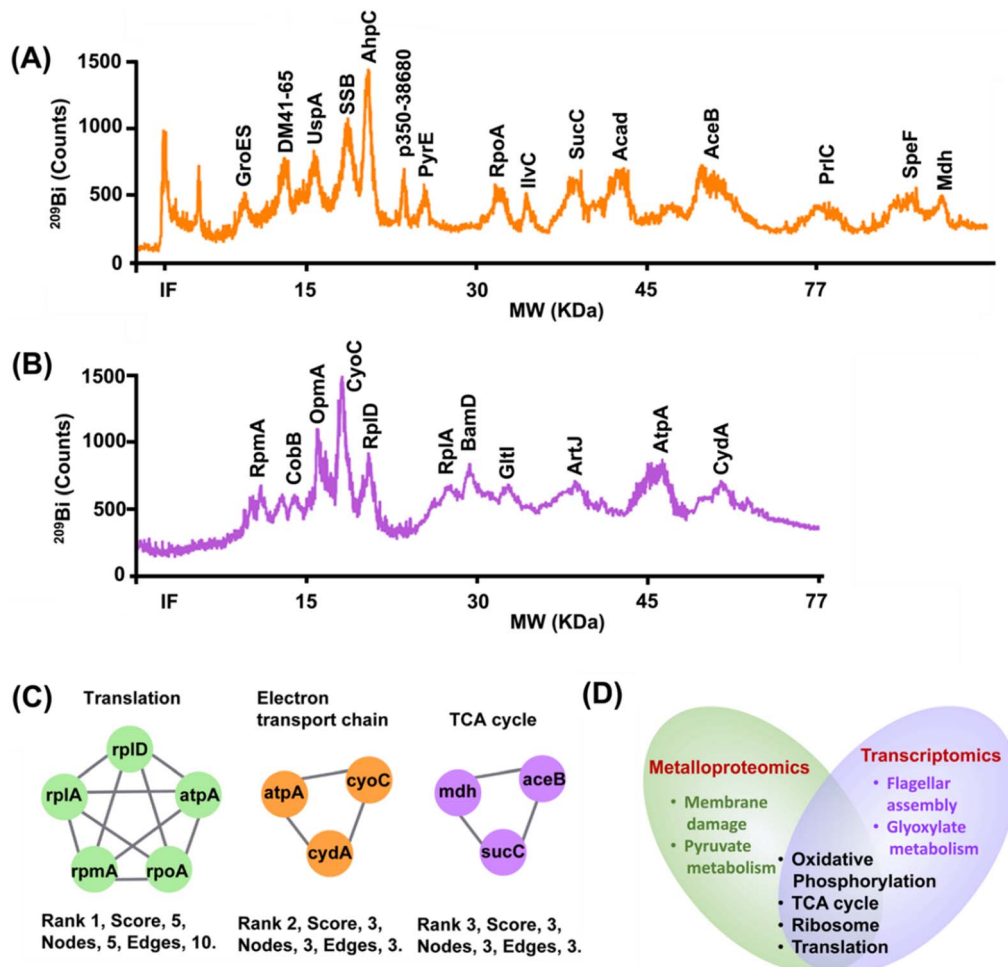 (A)
1500
1000
500
0
²⁰⁹Bi (Counts)
GroES
DM41-65
UspA
SSB
AhpC
p350-38680
PyrE
RpoA
IlvC
SucC
Acad
AceB
PrlC
SpeF
Mdh
IF 15 30 45 77
MW (KDa)
(B)
1500
1000
500
0
²⁰⁹Bi (Counts)
RpmA
CobB
OpmA
CyoC
RplD
RplA
BamD
GltI
ArtJ
AtpA
CydA
IF 15 30 45 77
MW (KDa)
(C)
Translation
rplD
rplA
atpA
rpmA
rpoA
Rank 1, Score, 5,
Nodes, 5, Edges, 10.
Electron
transport chain
atpA
cyoC
cydA
Rank 2, Score, 3,
Nodes, 3, Edges, 3.
TCA cycle
mdh
aceB
sucC
Rank 3, Score, 3,
Nodes, 3, Edges, 3.
(D)
Metalloproteomics
• Membrane
damage
• Pyruvate
metabolism
Transcriptomics
• Flagellar
assembly
• Glyoxylate
metabolism
• Oxidative
Phosphorylation
• TCA cycle
• Ribosome
• Translation